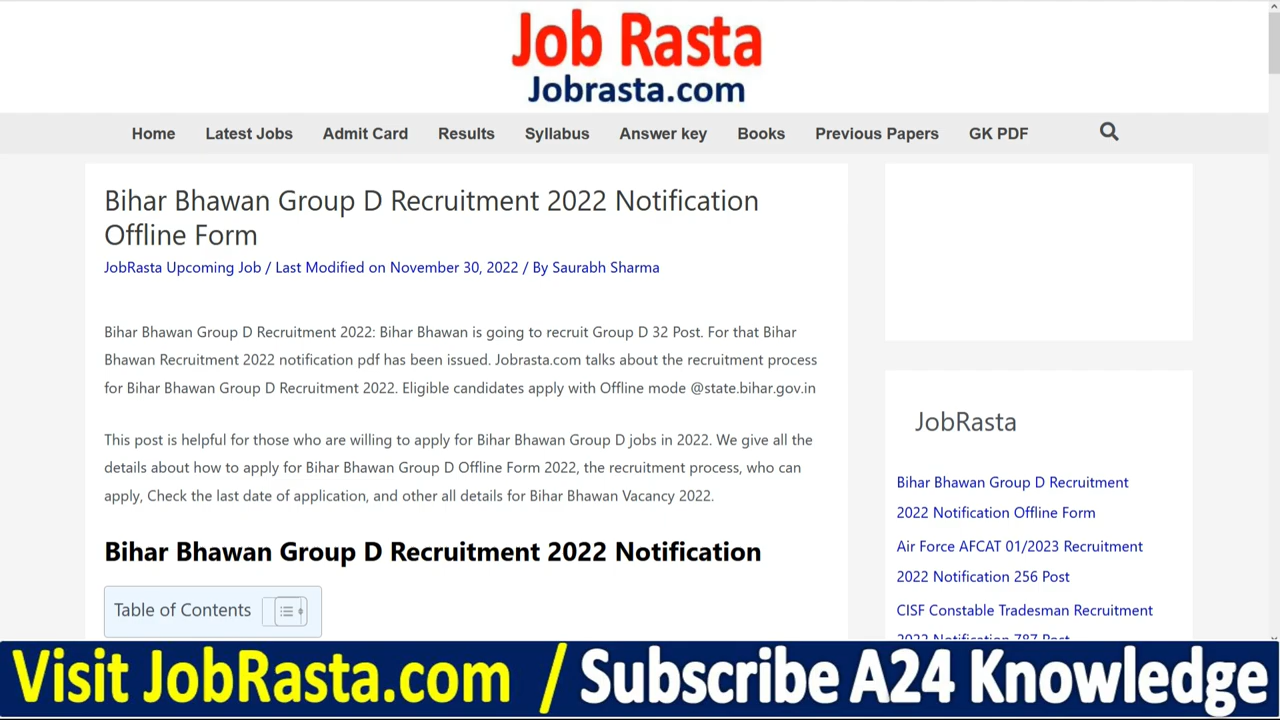 Job Rasta
Jobrasta.com
Home Latest Jobs Admit Card Results Syllabus Answer key Books Previous Papers GK PDF
Bihar Bhawan Group D Recruitment 2022 Notification
Offline Form
JobRasta Upcoming Job / Last Modified on November 30, 2022 / By Saurabh Sharma
Bihar Bhawan Group D Recruitment 2022: Bihar Bhawan is going to recruit Group D 32 Post. For that Bihar
Bhawan Recruitment 2022 notification pdf has been issued. Jobrasta.com talks about the recruitment process
for Bihar Bhawan Group D Recruitment 2022. Eligible candidates apply with Offline mode @state.bihar.gov.in
This post is helpful for those who are willing to apply for Bihar Bhawan Group D jobs in 2022. We give all the
details about how to apply for Bihar Bhawan Group D Offline Form 2022, the recruitment process, who can
apply, Check the last date of application, and other all details for Bihar Bhawan Vacancy 2022.
Bihar Bhawan Group D Recruitment 2022 Notification
Table of Contents
JobRasta
Bihar Bhawan Group D Recruitment
2022 Notification Offline Form
Air Force AFCAT 01/2023 Recruitment
2022 Notification 256 Post
CISF Constable Tradesman Recruitment
2022 Notification 787 Post
Visit JobRasta.com / Subscribe A24 Knowledge